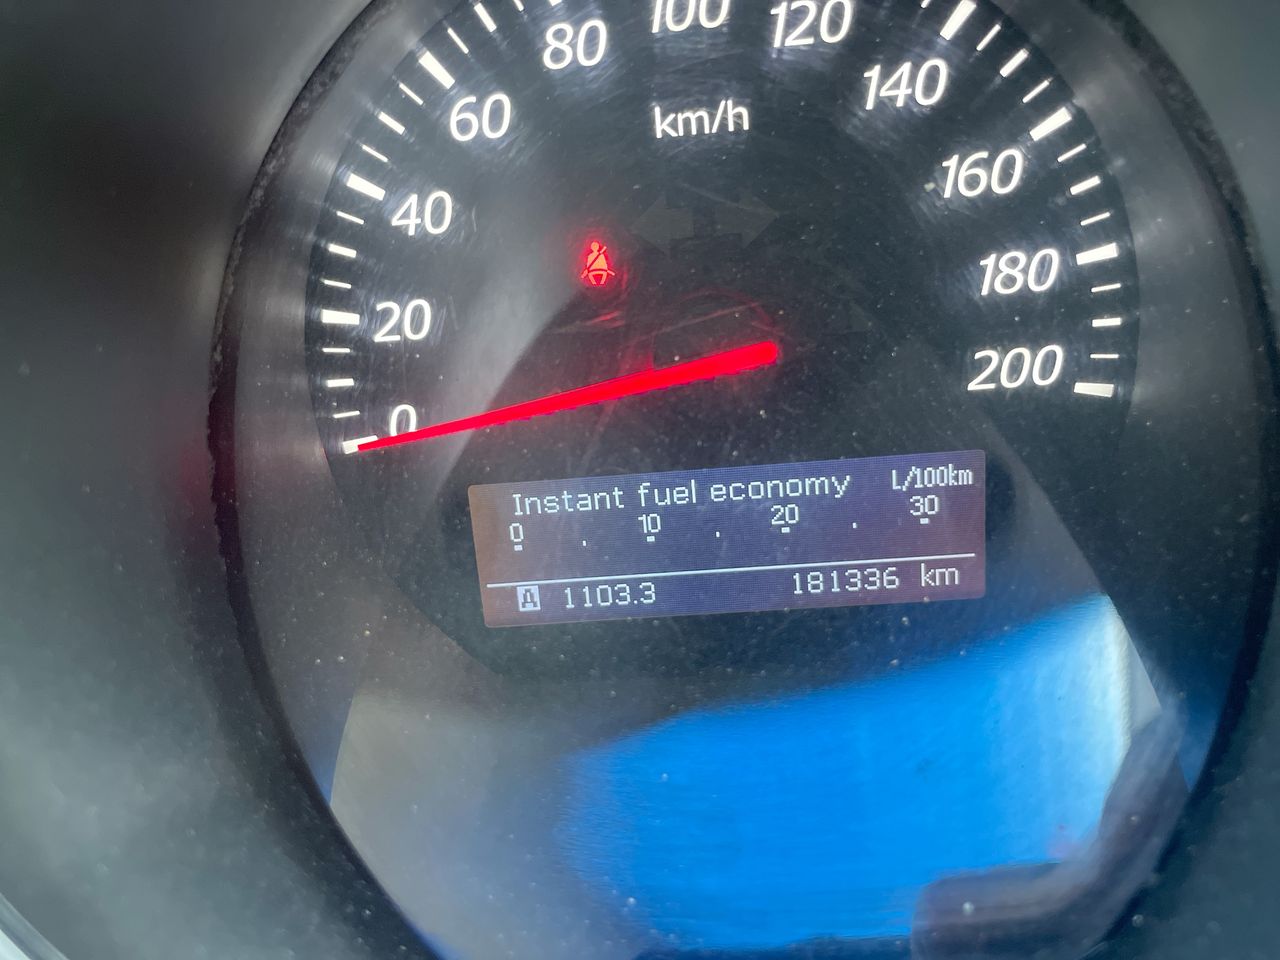 80 100 120
60 km/h 140
40 160
20 180
0 200
Instant fuel economy L/100km
0 . 10 . 20 . 30
A 1103.3 181336 km